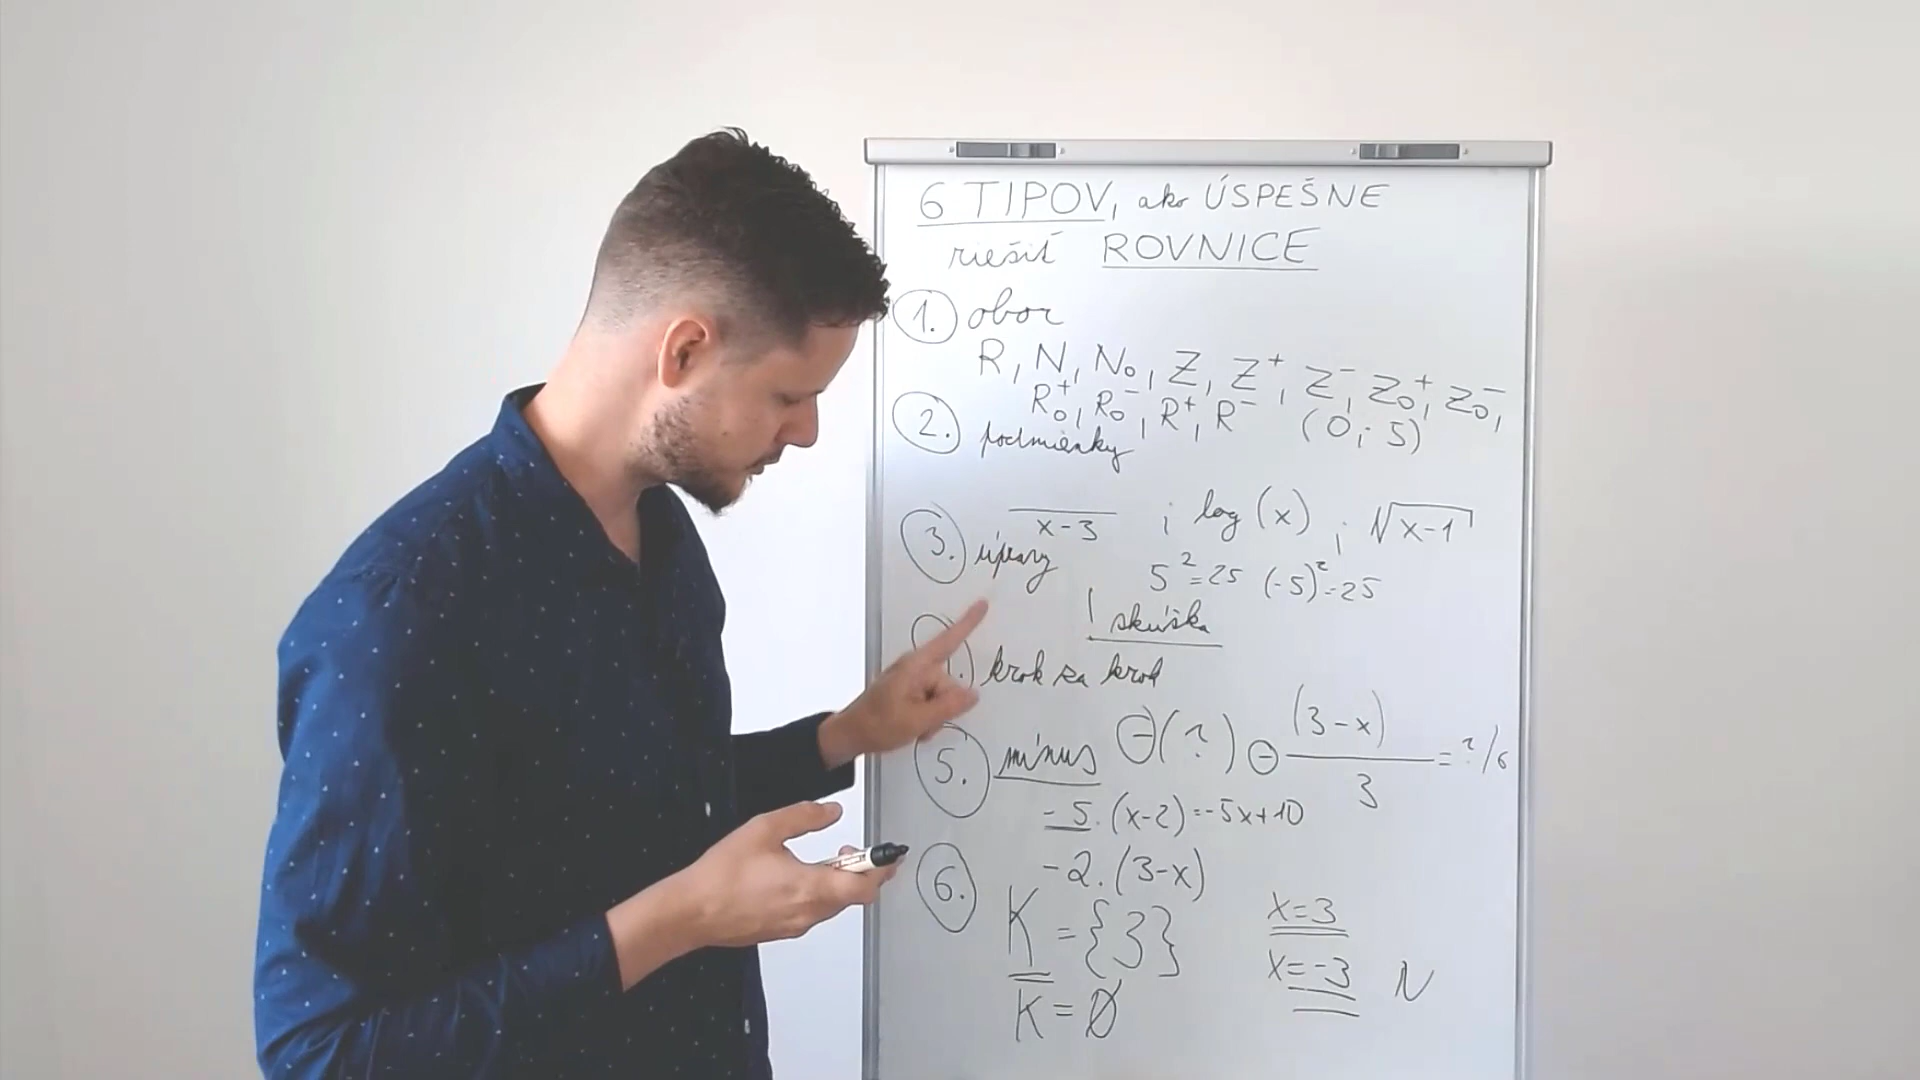 6 TIPOV, ako ÚSPEŠNE
riešiť ROVNICE
1. obor
R, N, N₀, Z, Z⁺, Z⁻, Z₀⁺, Z₀⁻,
R₀⁺, R₀⁻, R⁺, R⁻ (0; 5)
2. podmienky
x-3 ; log(x) ; √x-1
3. úpravy
5²=25 (-5)²=25
skúška
krok za krok
5. mínus ⊖(?) ⊖ (3-x)/3 = ?/6
-5.(x-2)=-5x+10
-2.(3-x)
6.
K={3} x=3
x=-3 N
K=Ø